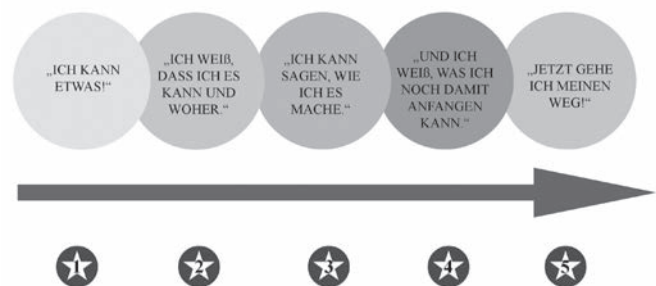 „ICH KANN
ETWAS!“
„ICH WEIß,
DASS ICH ES
KANN UND
WOHER.“
„ICH KANN
SAGEN, WIE
ICH ES
MACHE.“
„UND ICH
WEIß, WAS ICH
NOCH DAMIT
ANFANGEN
KANN.“
„JETZT GEHE
ICH MEINEN
WEG!“
1 2 3 4 5